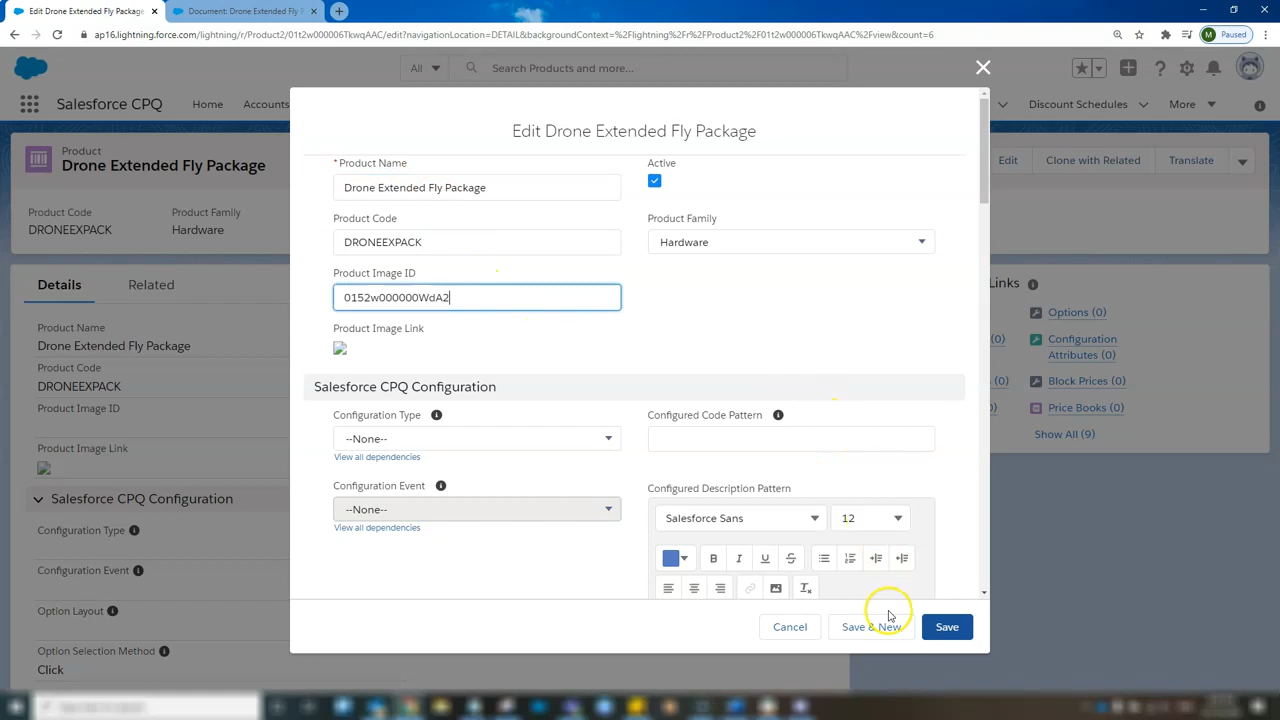 Edit Drone Extended Fly Package
Document: Drone Extended Fly P
ap16.lightning.force.com/lightning/r/Product2/01t2w000006TkwqAAC/edit?navigationLocation=DETAIL&backgroundContext=%2Flightning%2Fr%2FProduct2%2F01t2w000006TkwqAAC%2Fview&count=6
M Paused
All
Search Products and more...
Salesforce CPQ
Home
Accounts
Discount Schedules
More
Product
Drone Extended Fly Package
Edit
Clone with Related
Translate
Product Code
Product Family
DRONEEXPACK
Hardware
Details
Related
Product Name
Drone Extended Fly Package
Product Code
DRONEEXPACK
Product Image ID
Product Image Link
Salesforce CPQ Configuration
Configuration Type
Configuration Event
Option Layout
Option Selection Method
Click
Edit Drone Extended Fly Package
* Product Name
Active
Drone Extended Fly Package
Product Code
Product Family
DRONEEXPACK
Hardware
Product Image ID
0152w000000WdA2
Product Image Link
Salesforce CPQ Configuration
Configuration Type
Configured Code Pattern
--None--
View all dependencies
Configuration Event
Configured Description Pattern
--None--
Salesforce Sans
12
View all dependencies
B I U S
Cancel
Save & New
Save
Links
Options (0)
(0)
Configuration
Attributes (0)
Block Prices (0)
Price Books (0)
Show All (9)